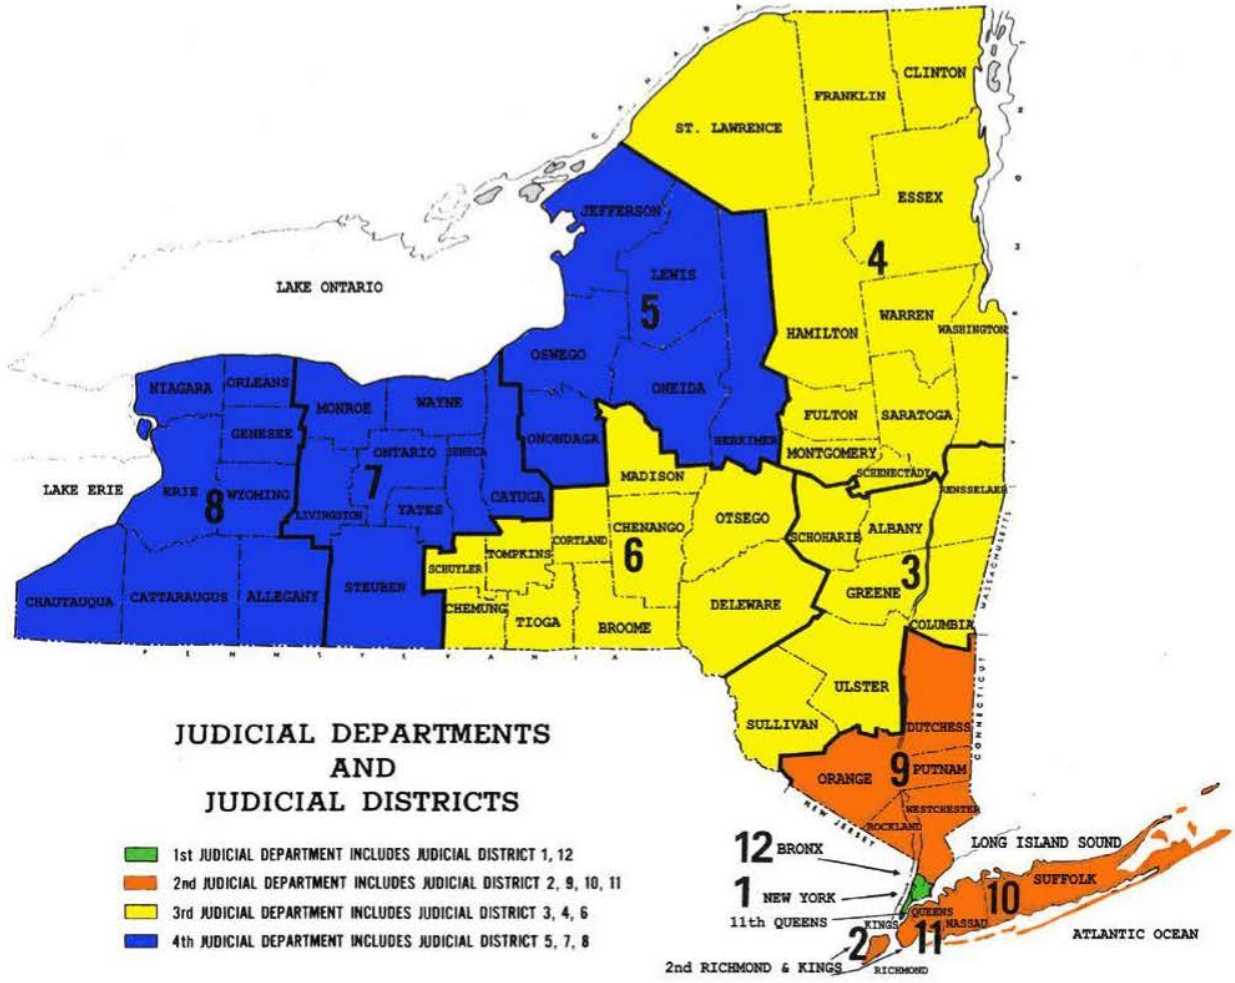 CANADA
CLINTON
FRANKLIN
ST. LAWRENCE
ESSEX
JEFFERSON
4
LEWIS
LAKE ONTARIO
5
WARREN
HAMILTON
WASHINGTON
OSWEGO
NIAGARA
ORLEANS
ONEIDA
MONROE
WAYNE
FULTON
SARATOGA
GENESEE
ONONDAGA
HERKIMER
ONTARIO
SENECA
MONTGOMERY
SCHENECTADY
MADISON
7
LAKE ERIE
ERIE
8
WYOMING
CAYUGA
RENSSELAER
LIVINGSTON
YATES
OTSEGO
CHENANGO
ALBANY
SCHOHARIE
CORTLAND
TOMPKINS
6
SCHUYLER
3
MASSACHUSETTS
STEUBEN
GREENE
CHAUTAUQUA
CATTARAUGUS
ALLEGANY
CHEMUNG
DELEWARE
TIOGA
BROOME
COLUMBIA
PENNSYLVANIA
ULSTER
CONNECTICUT
SULLIVAN
DUTCHESS
JUDICIAL DEPARTMENTS
AND
JUDICIAL DISTRICTS
ORANGE
9
PUTNAM
NEW JERSEY
WESTCHESTER
ROCKLAND
12 BRONX
LONG ISLAND SOUND
1st JUDICIAL DEPARTMENT INCLUDES JUDICIAL DISTRICT 1, 12
2nd JUDICIAL DEPARTMENT INCLUDES JUDICIAL DISTRICT 2, 9, 10, 11
3rd JUDICIAL DEPARTMENT INCLUDES JUDICIAL DISTRICT 3, 4, 6
4th JUDICIAL DEPARTMENT INCLUDES JUDICIAL DISTRICT 5, 7, 8
SUFFOLK
1 NEW YORK
10
11th QUEENS
QUEENS
KINGS
NASSAU
11
2
ATLANTIC OCEAN
2nd RICHMOND & KINGS
RICHMOND